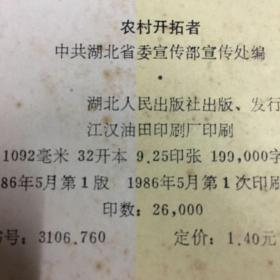 农村开拓者
中共湖北省委宣传部宣传处编
湖北人民出版社出版、发行
江汉油田印刷厂印刷
1092毫米 32开本 9.25印张 199,000字
86年5月第1版 1986年5月第1次印刷
印数：26,000
书号：3106.760 定价：1.40元